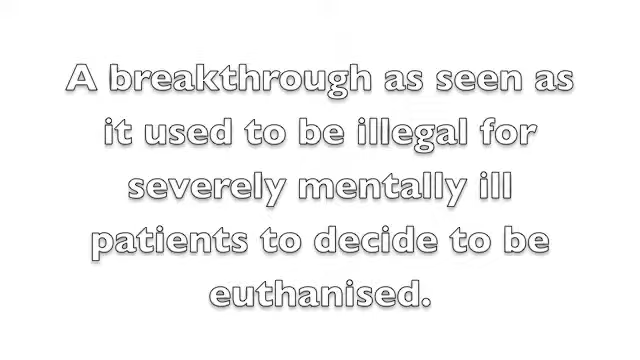 A breakthrough as seen as
it used to be illegal for
severely mentally ill
patients to decide to be
euthanised.